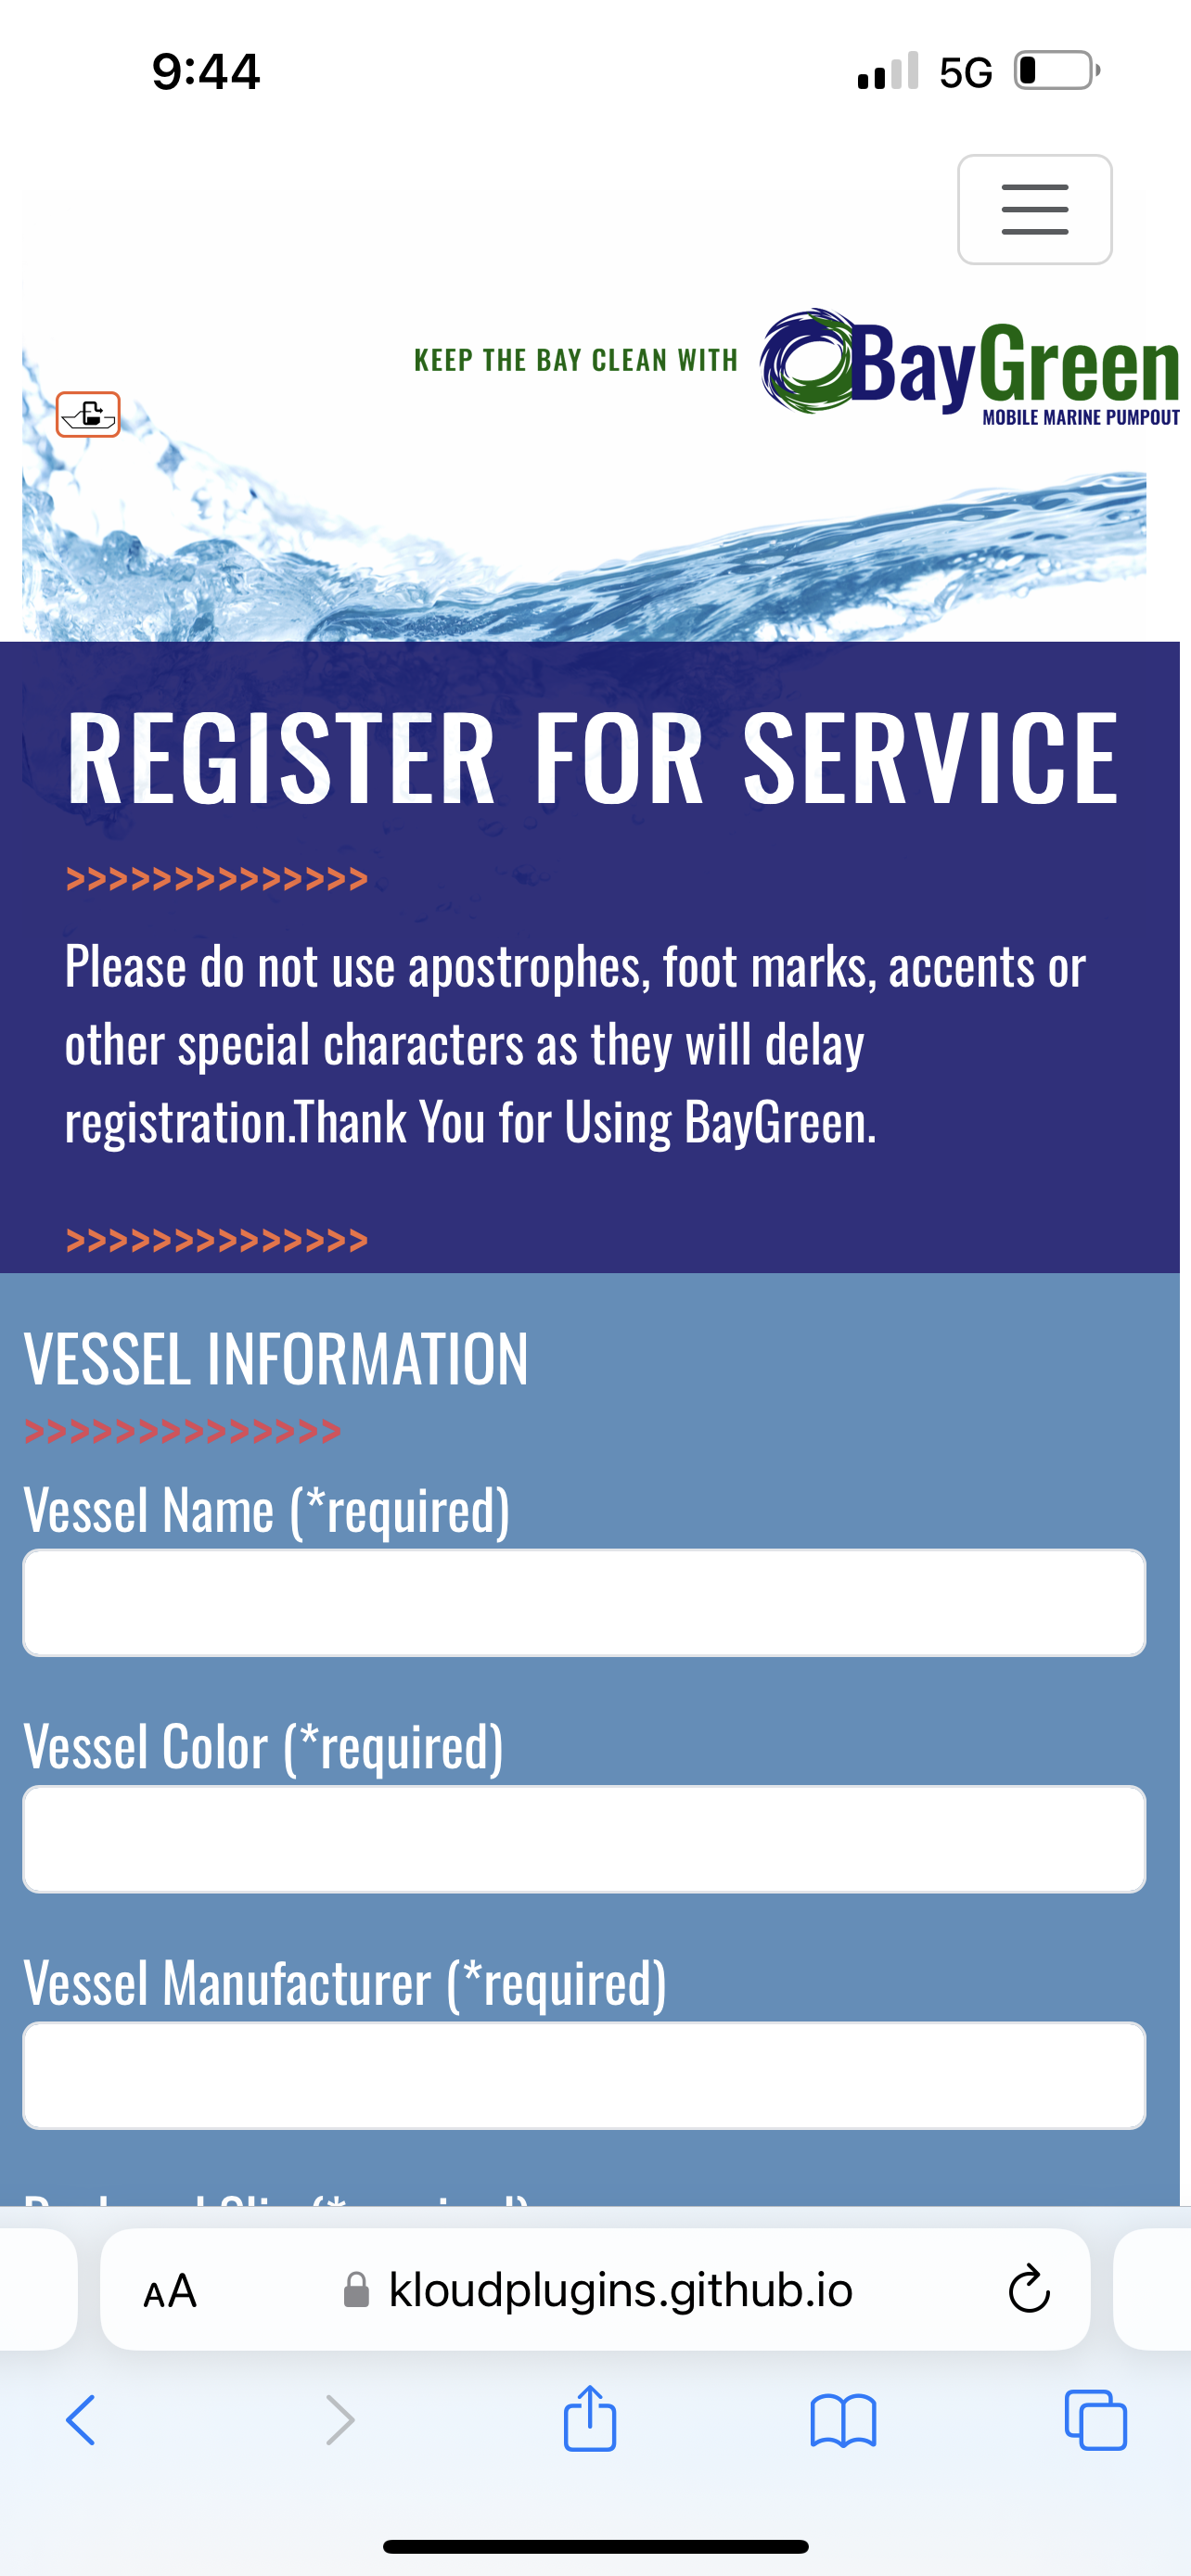 9:44
5G
KEEP THE BAY CLEAN WITH
BayGreen
MOBILE MARINE PUMPOUT
REGISTER FOR SERVICE
>>>>>>>>>>>>>>
Please do not use apostrophes, foot marks, accents or
other special characters as they will delay
registration.Thank You for Using BayGreen.
>>>>>>>>>>>>>>
VESSEL INFORMATION
>>>>>>>>>>>>>>
Vessel Name (*required)
Vessel Color (*required)
Vessel Manufacturer (*required)
AA
kloudplugins.github.io